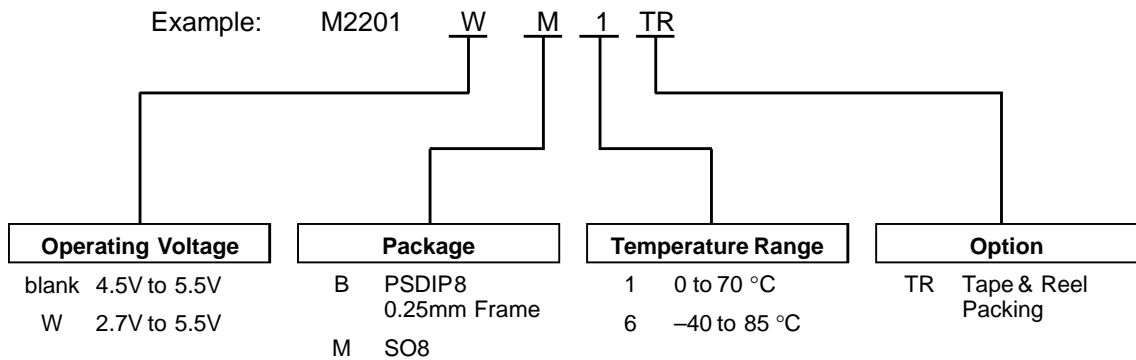 Example: M2201 W M 1 TR
Operating Voltage
blank 4.5V to 5.5V
W 2.7V to 5.5V
Package
B PSDIP8
0.25mm Frame
M SO8
Temperature Range
1 0 to 70 °C
6 –40 to 85 °C
Option
TR Tape & Reel
Packing